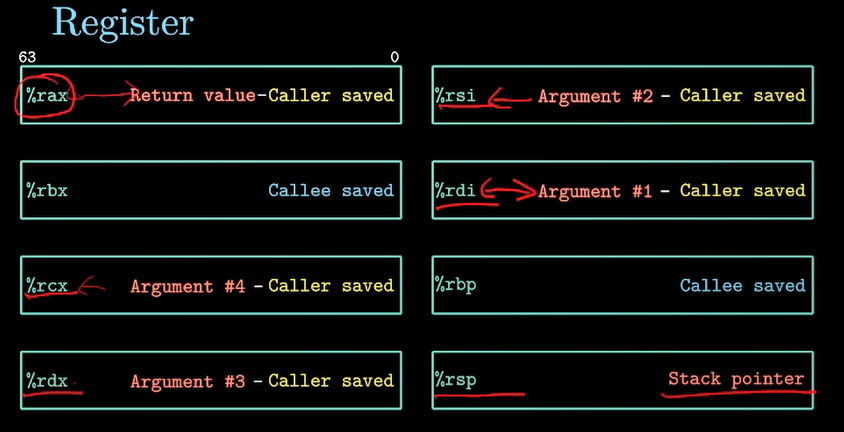 Register
63 0
%rax Return value-Caller saved
%rsi Argument #2 - Caller saved
%rbx Callee saved
%rdi Argument #1 - Caller saved
%rcx Argument #4 -Caller saved
%rbp Callee saved
%rdx Argument #3 -Caller saved
%rsp Stack pointer